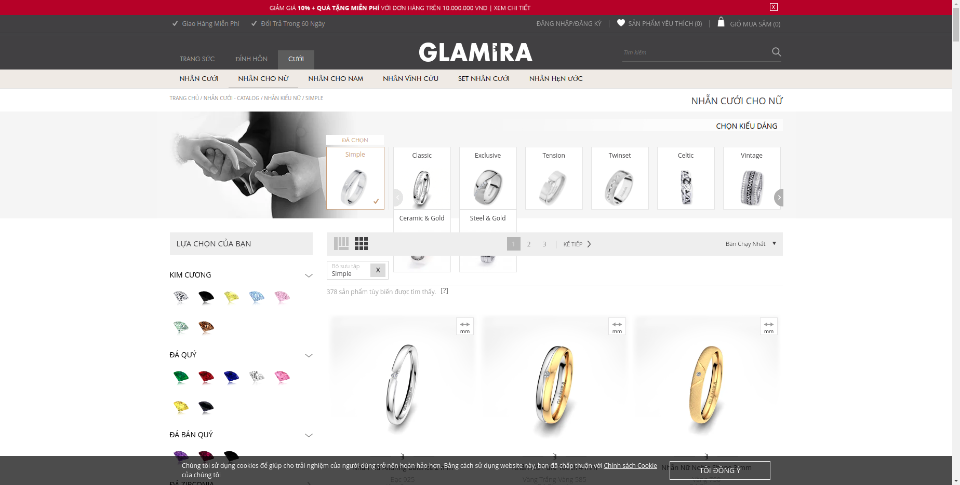 GIẢM GIÁ 10% + QUÀ TẶNG MIỄN PHÍ VỚI ĐƠN HÀNG TRÊN 10.000.000 VND | XEM CHI TIẾT
X
Giao Hàng Miễn Phí
Đổi Trả Trong 60 Ngày
ĐĂNG NHẬP/ĐĂNG KÝ
SẢN PHẨM YÊU THÍCH (0)
GIỎ MUA SẮM (0)
TRANG SỨC
ĐÍNH HÔN
CƯỚI
GLAMIRA
Tìm kiếm
NHẪN CƯỚI
NHẪN CHO NỮ
NHẪN CHO NAM
NHẪN VĨNH CỬU
SET NHẪN CƯỚI
NHẪN HẸN ƯỚC
TRANG CHỦ / NHẪN CƯỚI - CATALOG / NHẪN KIỂU NỮ / SIMPLE
NHẪN CƯỚI CHO NỮ
CHỌN KIỂU DÁNG
ĐÃ CHỌN
Simple
Classic
Exclusive
Tension
Twinset
Celtic
Vintage
Ceramic & Gold
Steel & Gold
LỰA CHỌN CỦA BẠN
1
2
3
KẾ TIẾP
Bán Chạy Nhất
Bộ sưu tập
Simple
X
378 sản phẩm tùy biến được tìm thấy
[?]
KIM CƯƠNG
ĐÁ QUÝ
ĐÁ BÁN QUÝ
mm
mm
mm
Chúng tôi sử dụng cookies để giúp cho trải nghiệm của người dùng trở nên hoàn hảo hơn. Bằng cách sử dụng website này, bạn đã chấp thuận với Chính sách Cookie
của chúng tôi
TÔI ĐỒNG Ý
ĐÁ ZIRCONIA